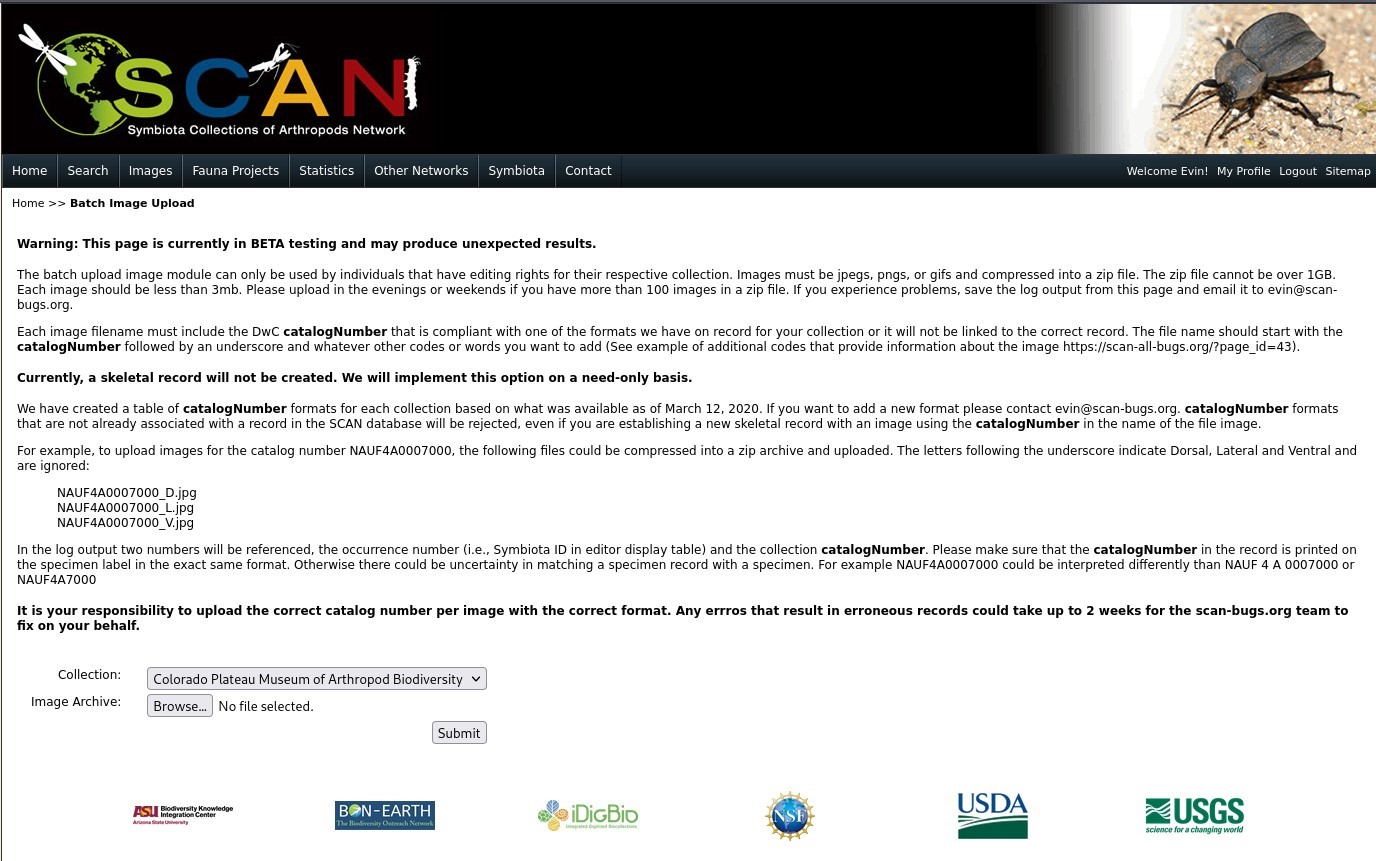 SCAN
Symbiota Collections of Arthropods Network
Home Search Images Fauna Projects Statistics Other Networks Symbiota Contact Welcome Evin! My Profile Logout Sitemap
Home >> Batch Image Upload
Warning: This page is currently in BETA testing and may produce unexpected results.
The batch upload image module can only be used by individuals that have editing rights for their respective collection. Images must be jpegs, pngs, or gifs and compressed into a zip file. The zip file cannot be over 1GB.
Each image should be less than 3mb. Please upload in the evenings or weekends if you have more than 100 images in a zip file. If you experience problems, save the log output from this page and email it to evin@scan-
bugs.org.
Each image filename must include the DwC catalogNumber that is compliant with one of the formats we have on record for your collection or it will not be linked to the correct record. The file name should start with the
catalogNumber followed by an underscore and whatever other codes or words you want to add (See example of additional codes that provide information about the image https://scan-all-bugs.org/?page_id=43).
Currently, a skeletal record will not be created. We will implement this option on a need-only basis.
We have created a table of catalogNumber formats for each collection based on what was available as of March 12, 2020. If you want to add a new format please contact evin@scan-bugs.org. catalogNumber formats
that are not already associated with a record in the SCAN database will be rejected, even if you are establishing a new skeletal record with an image using the catalogNumber in the name of the file image.
For example, to upload images for the catalog number NAUF4A0007000, the following files could be compressed into a zip archive and uploaded. The letters following the underscore indicate Dorsal, Lateral and Ventral and
are ignored:
NAUF4A0007000_D.jpg
NAUF4A0007000_L.jpg
NAUF4A0007000_V.jpg
In the log output two numbers will be referenced, the occurrence number (i.e., Symbiota ID in editor display table) and the collection catalogNumber. Please make sure that the catalogNumber in the record is printed on
the specimen label in the exact same format. Otherwise there could be uncertainty in matching a specimen record with a specimen. For example NAUF4A0007000 could be interpreted differently than NAUF 4 A 0007000 or
NAUF4A7000
It is your responsibility to upload the correct catalog number per image with the correct format. Any errros that result in erroneous records could take up to 2 weeks for the scan-bugs.org team to
fix on your behalf.
Collection: Colorado Plateau Museum of Arthropod Biodiversity
Image Archive: Browse... No file selected.
Submit
ASU Biodiversity Knowledge
Integration Center
Arizona State University
BON-EARTH
The Biodiversity Outreach Network
iDigBio
Integrated Digitized Biocollections
NSF
USDA
USGS
science for a changing world